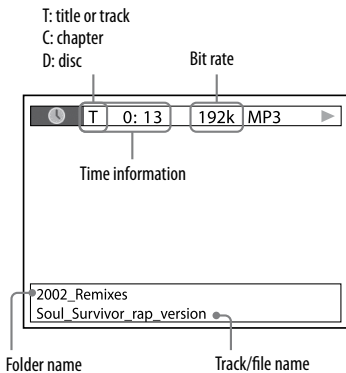 T: title or track
C: chapter
D: disc
Bit rate
T 0: 13 192k MP3
Time information
2002_Remixes
Soul_Survivor_rap_version
Folder name
Track/file name